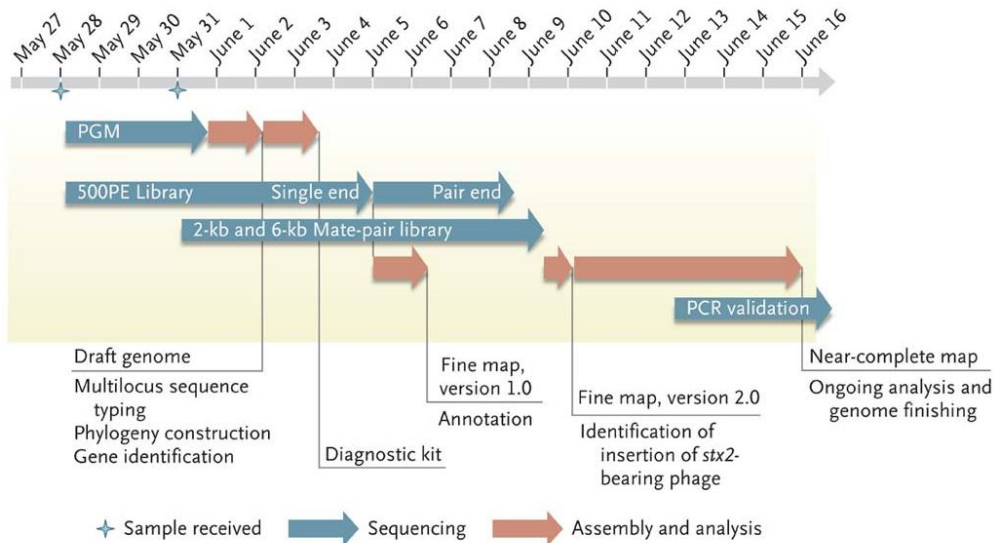 May 27
May 28
May 29
May 30
May 31
June 1
June 2
June 3
June 4
June 5
June 6
June 7
June 8
June 9
June 10
June 11
June 12
June 13
June 14
June 15
June 16
PGM
500PE Library
Single end
Pair end
2-kb and 6-kb Mate-pair library
PCR validation
Draft genome
Multilocus sequence
typing
Phylogeny construction
Gene identification
Diagnostic kit
Fine map,
version 1.0
Annotation
Fine map, version 2.0
Identification of
insertion of stx2-
bearing phage
Near-complete map
Ongoing analysis and
genome finishing
Sample received
Sequencing
Assembly and analysis